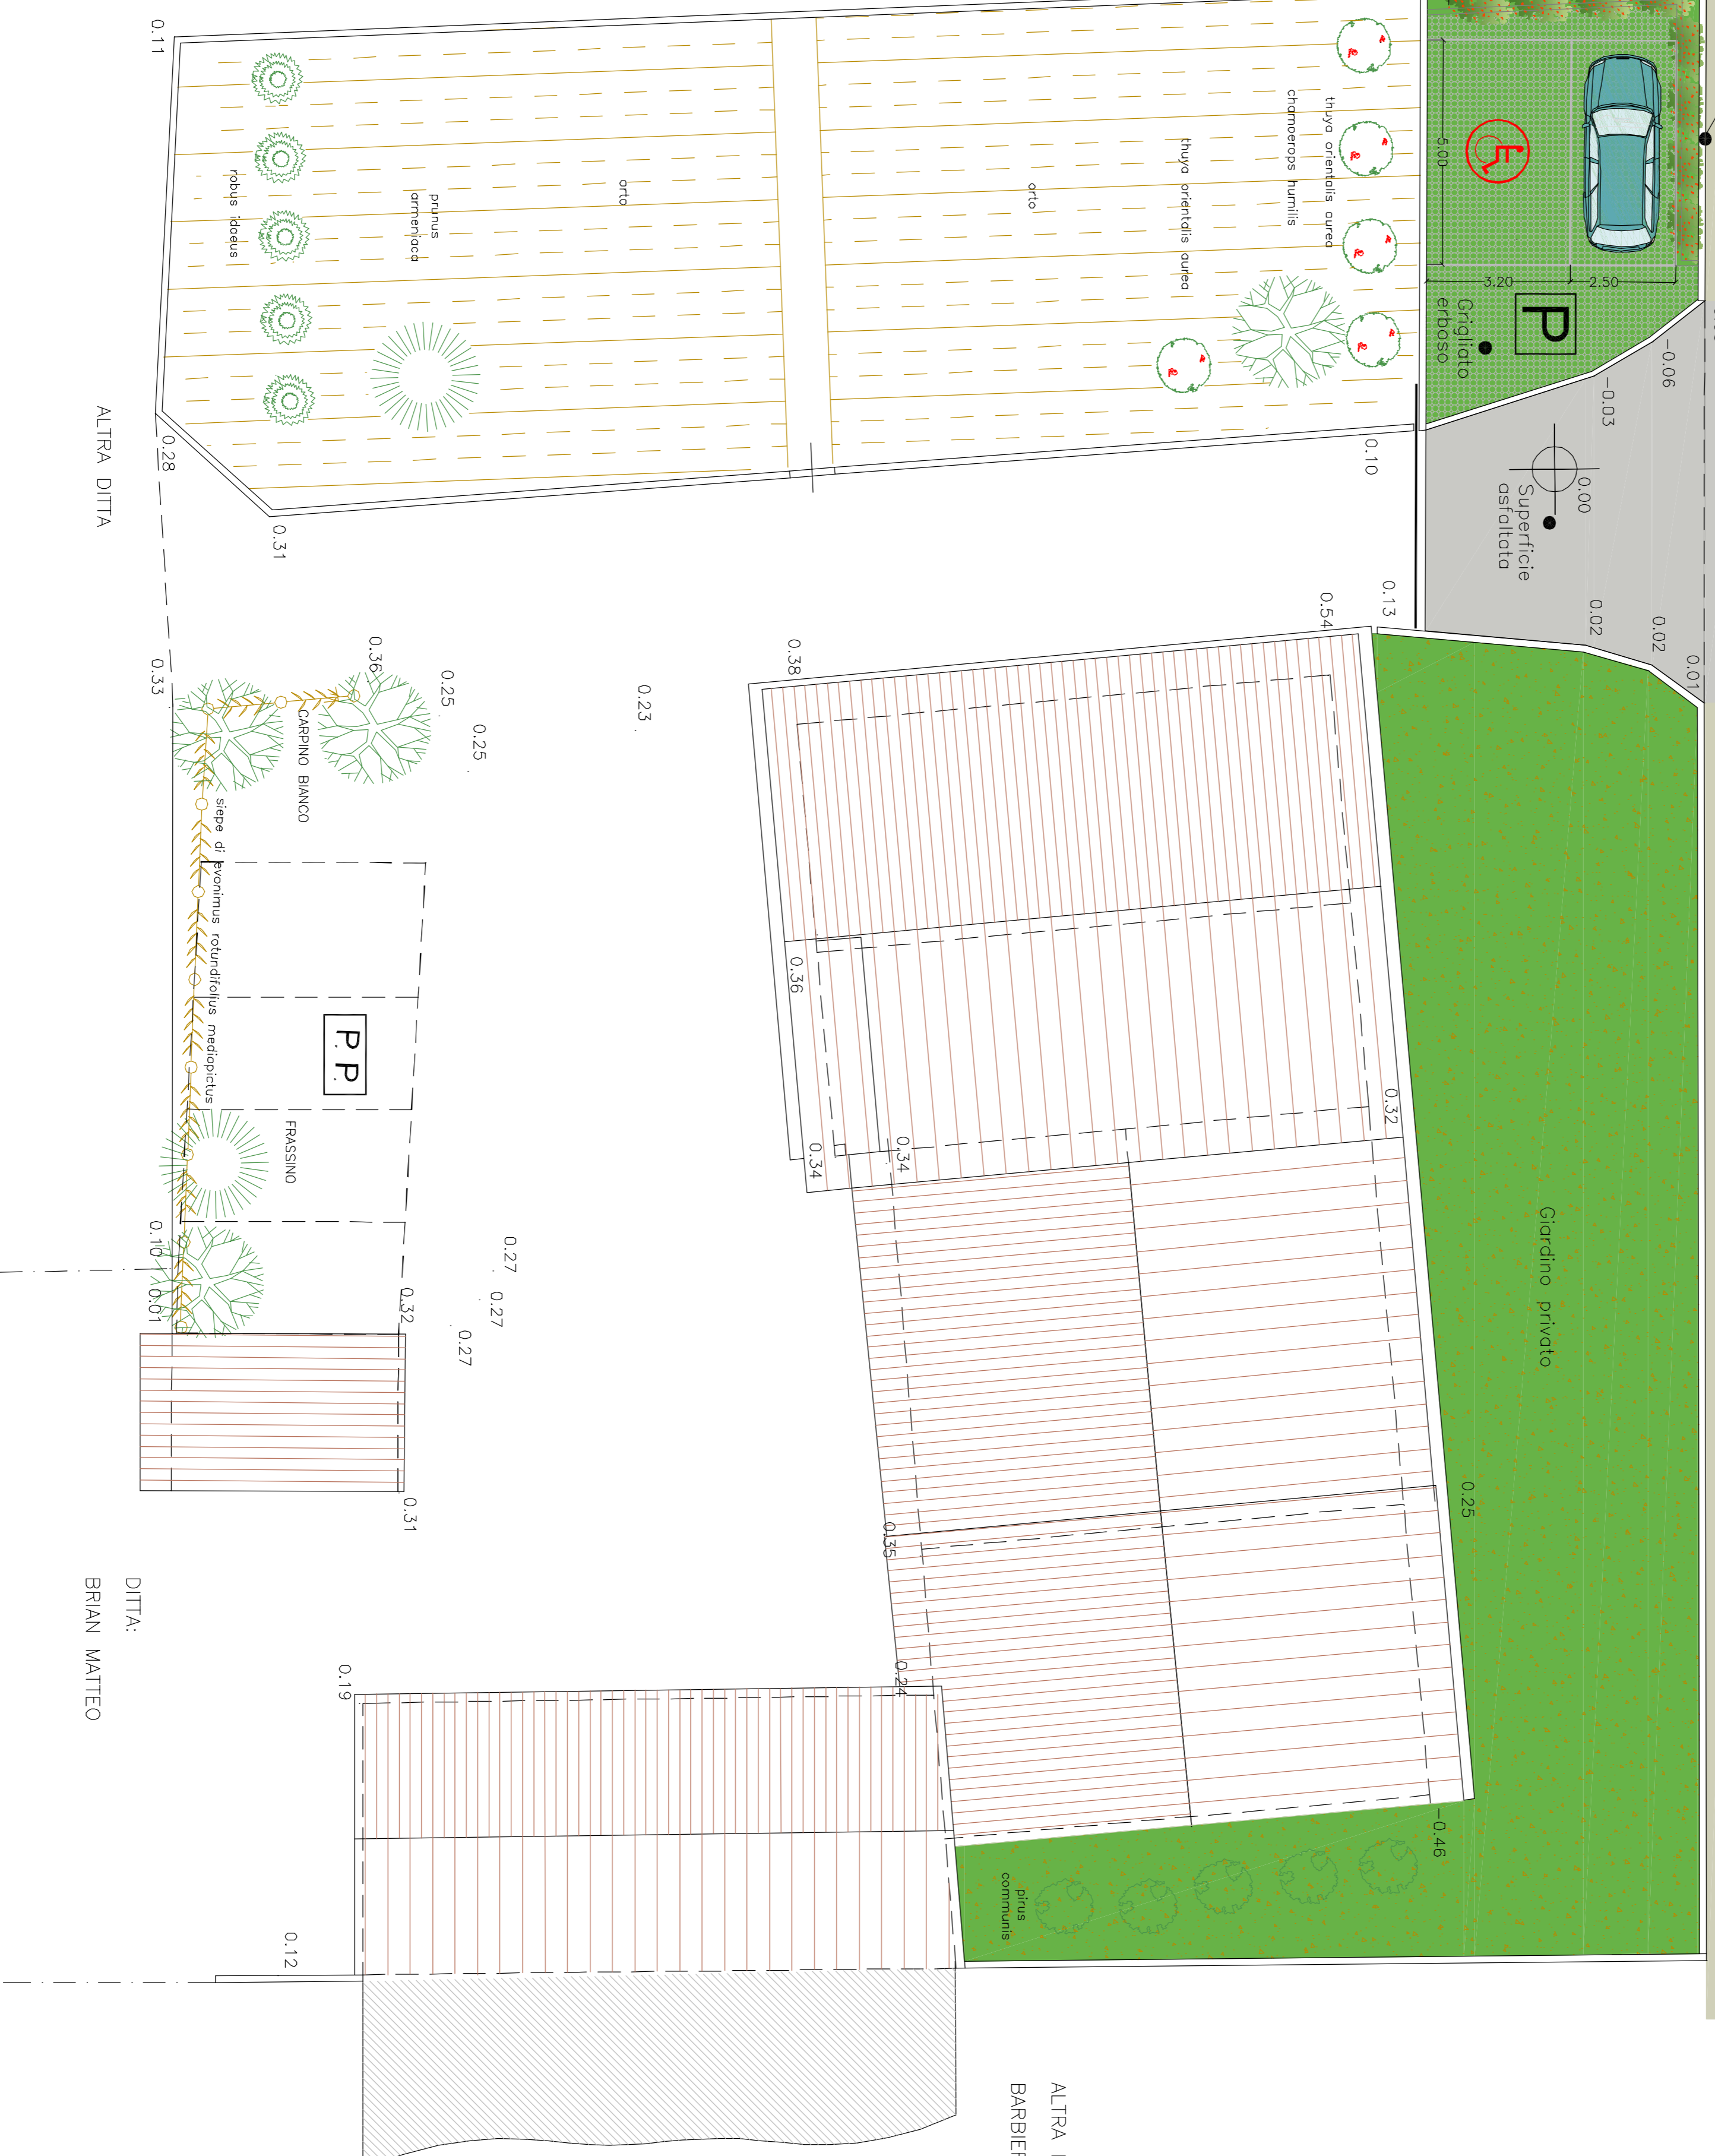 0.11
robus idaeus
prunus
armeniaca
orto
orto
thuya orientalis aurea
chamoerops humilis
thuya orientalis aurea
5.00
3.20
2.50
P
Grigliato
erboso
-0.06
-0.03
0.00
Superficie
asfaltata
0.10
0.28
0.31
ALTRA DITTA
0.02
0.02
0.01
0.13
0.54
0.38
0.23
0.25
0.25
0.36
0.33
CARPINO BIANCO
siepe di evonimus rotundifolius mediopictus
P.P.
FRASSINO
0.36
0.34
0.34
0.32
Giardino privato
0.27
0.27
0.27
0.10
0.01
0.32
0.31
0.25
0.35
0.24
0.19
-0.46
pirus
communis
0.12
DITTA:
BRIAN MATTEO
ALTRA